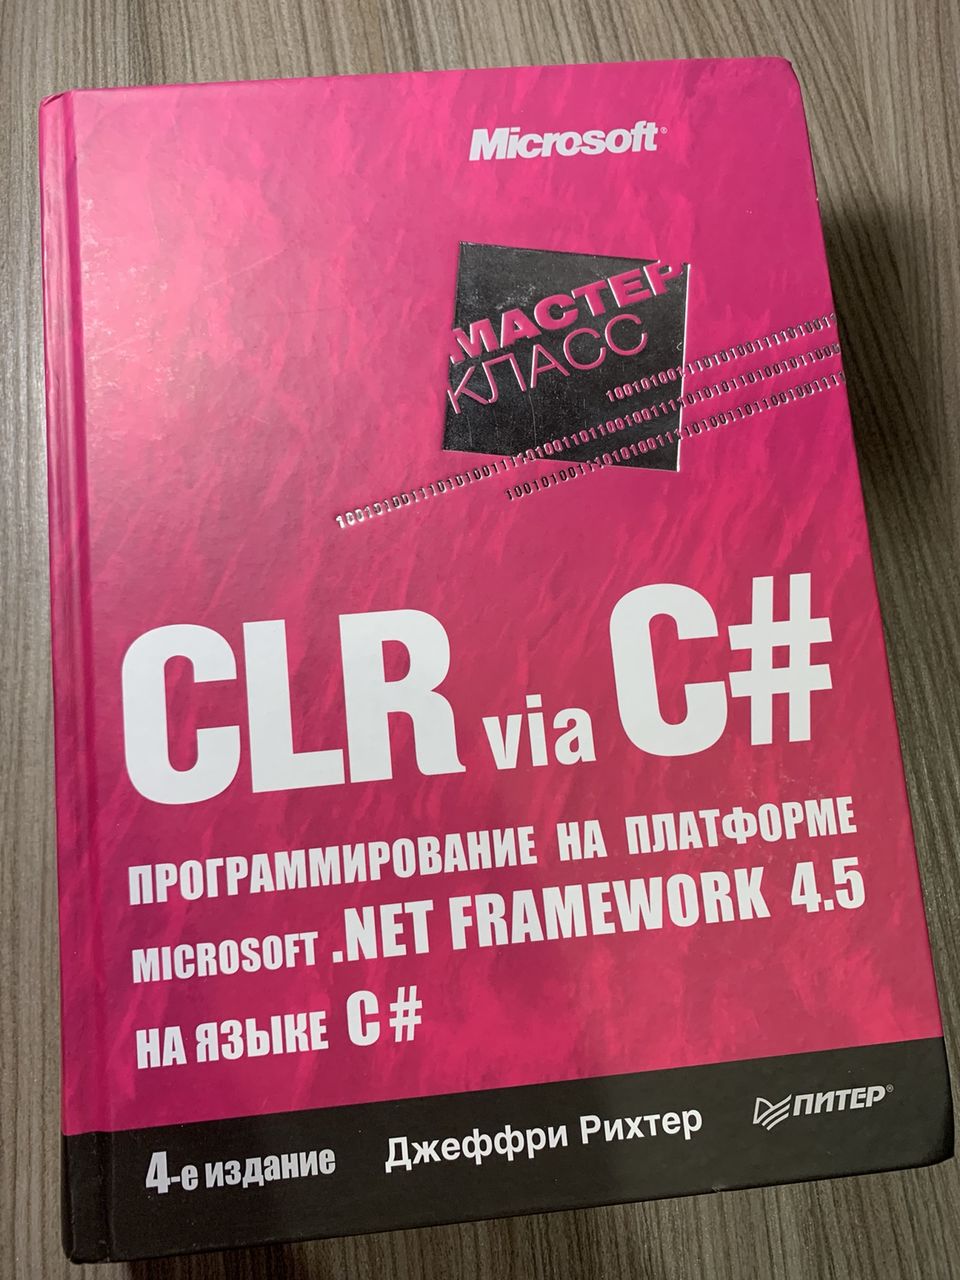 Microsoft®
МАСТЕР
КЛАСС
CLR via C#
ПРОГРАММИРОВАНИЕ НА ПЛАТФОРМЕ
MICROSOFT .NET FRAMEWORK 4.5
НА ЯЗЫКЕ C#
4-е издание Джеффри Рихтер ПИТЕР®